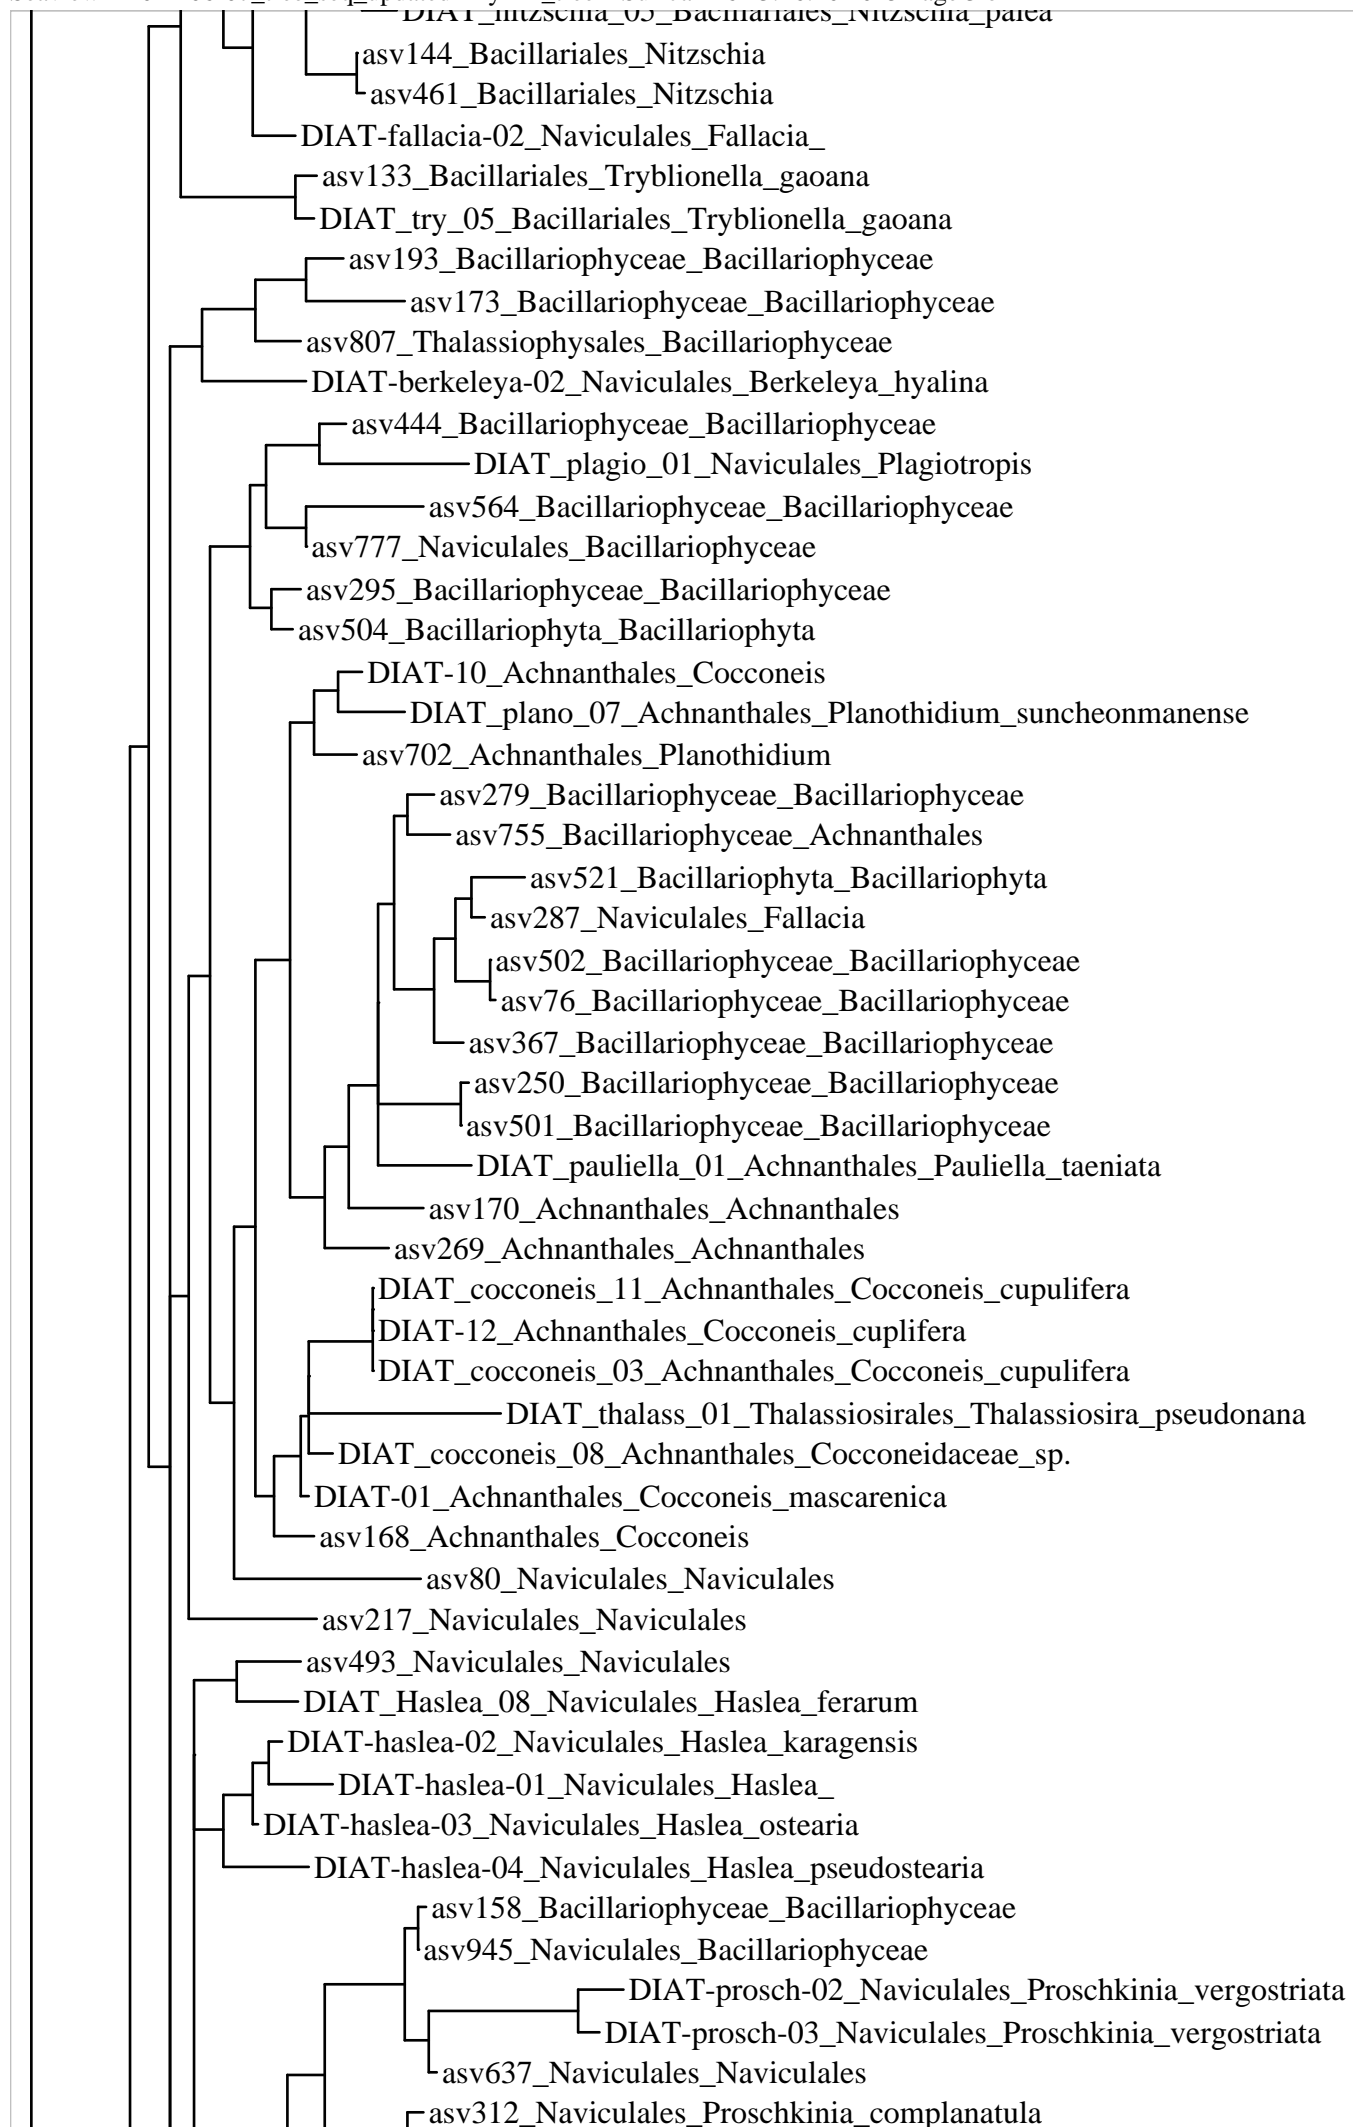 DIAT_nitzschia_05_Bacillariales_Nitzschia_palea
asv144_Bacillariales_Nitzschia
asv461_Bacillariales_Nitzschia
DIAT-fallacia-02_Naviculales_Fallacia_
asv133_Bacillariales_Tryblionella_gaoana
DIAT_try_05_Bacillariales_Tryblionella_gaoana
asv193_Bacillariophyceae_Bacillariophyceae
asv173_Bacillariophyceae_Bacillariophyceae
asv807_Thalassiophysales_Bacillariophyceae
DIAT-berkeleya-02_Naviculales_Berkeleya_hyalina
asv444_Bacillariophyceae_Bacillariophyceae
DIAT_plagio_01_Naviculales_Plagiotropis
asv564_Bacillariophyceae_Bacillariophyceae
asv777_Naviculales_Bacillariophyceae
asv295_Bacillariophyceae_Bacillariophyceae
asv504_Bacillariophyta_Bacillariophyta
DIAT-10_Achnanthales_Cocconeis
DIAT_plano_07_Achnanthales_Planothidium_suncheonmanense
asv702_Achnanthales_Planothidium
asv279_Bacillariophyceae_Bacillariophyceae
asv755_Bacillariophyceae_Achnanthales
asv521_Bacillariophyta_Bacillariophyta
asv287_Naviculales_Fallacia
asv502_Bacillariophyceae_Bacillariophyceae
asv76_Bacillariophyceae_Bacillariophyceae
asv367_Bacillariophyceae_Bacillariophyceae
asv250_Bacillariophyceae_Bacillariophyceae
asv501_Bacillariophyceae_Bacillariophyceae
DIAT_pauliella_01_Achnanthales_Pauliella_taeniata
asv170_Achnanthales_Achnanthales
asv269_Achnanthales_Achnanthales
DIAT_cocconeis_11_Achnanthales_Cocconeis_cupulifera
DIAT-12_Achnanthales_Cocconeis_cuplifera
DIAT_cocconeis_03_Achnanthales_Cocconeis_cupulifera
DIAT_thalass_01_Thalassiosirales_Thalassiosira_pseudonana
DIAT_cocconeis_08_Achnanthales_Cocconeidaceae_sp.
DIAT-01_Achnanthales_Cocconeis_mascarenica
asv168_Achnanthales_Cocconeis
asv80_Naviculales_Naviculales
asv217_Naviculales_Naviculales
asv493_Naviculales_Naviculales
DIAT_Haslea_08_Naviculales_Haslea_ferarum
DIAT-haslea-02_Naviculales_Haslea_karagensis
DIAT-haslea-01_Naviculales_Haslea_
DIAT-haslea-03_Naviculales_Haslea_ostearia
DIAT-haslea-04_Naviculales_Haslea_pseudostearia
asv158_Bacillariophyceae_Bacillariophyceae
asv945_Naviculales_Bacillariophyceae
DIAT-prosch-02_Naviculales_Proschkinia_vergostriata
DIAT-prosch-03_Naviculales_Proschkinia_vergostriata
asv637_Naviculales_Naviculales
asv312_Naviculales_Proschkinia_complanatula